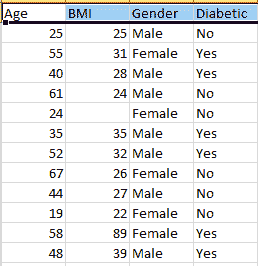 Age BMI Gender Diabetic
25 25 Male No
55 31 Female Yes
40 28 Male Yes
61 24 Male No
24 Female No
35 35 Male Yes
52 32 Male Yes
67 26 Female No
44 27 Male No
19 22 Female No
58 89 Female Yes
48 39 Male Yes